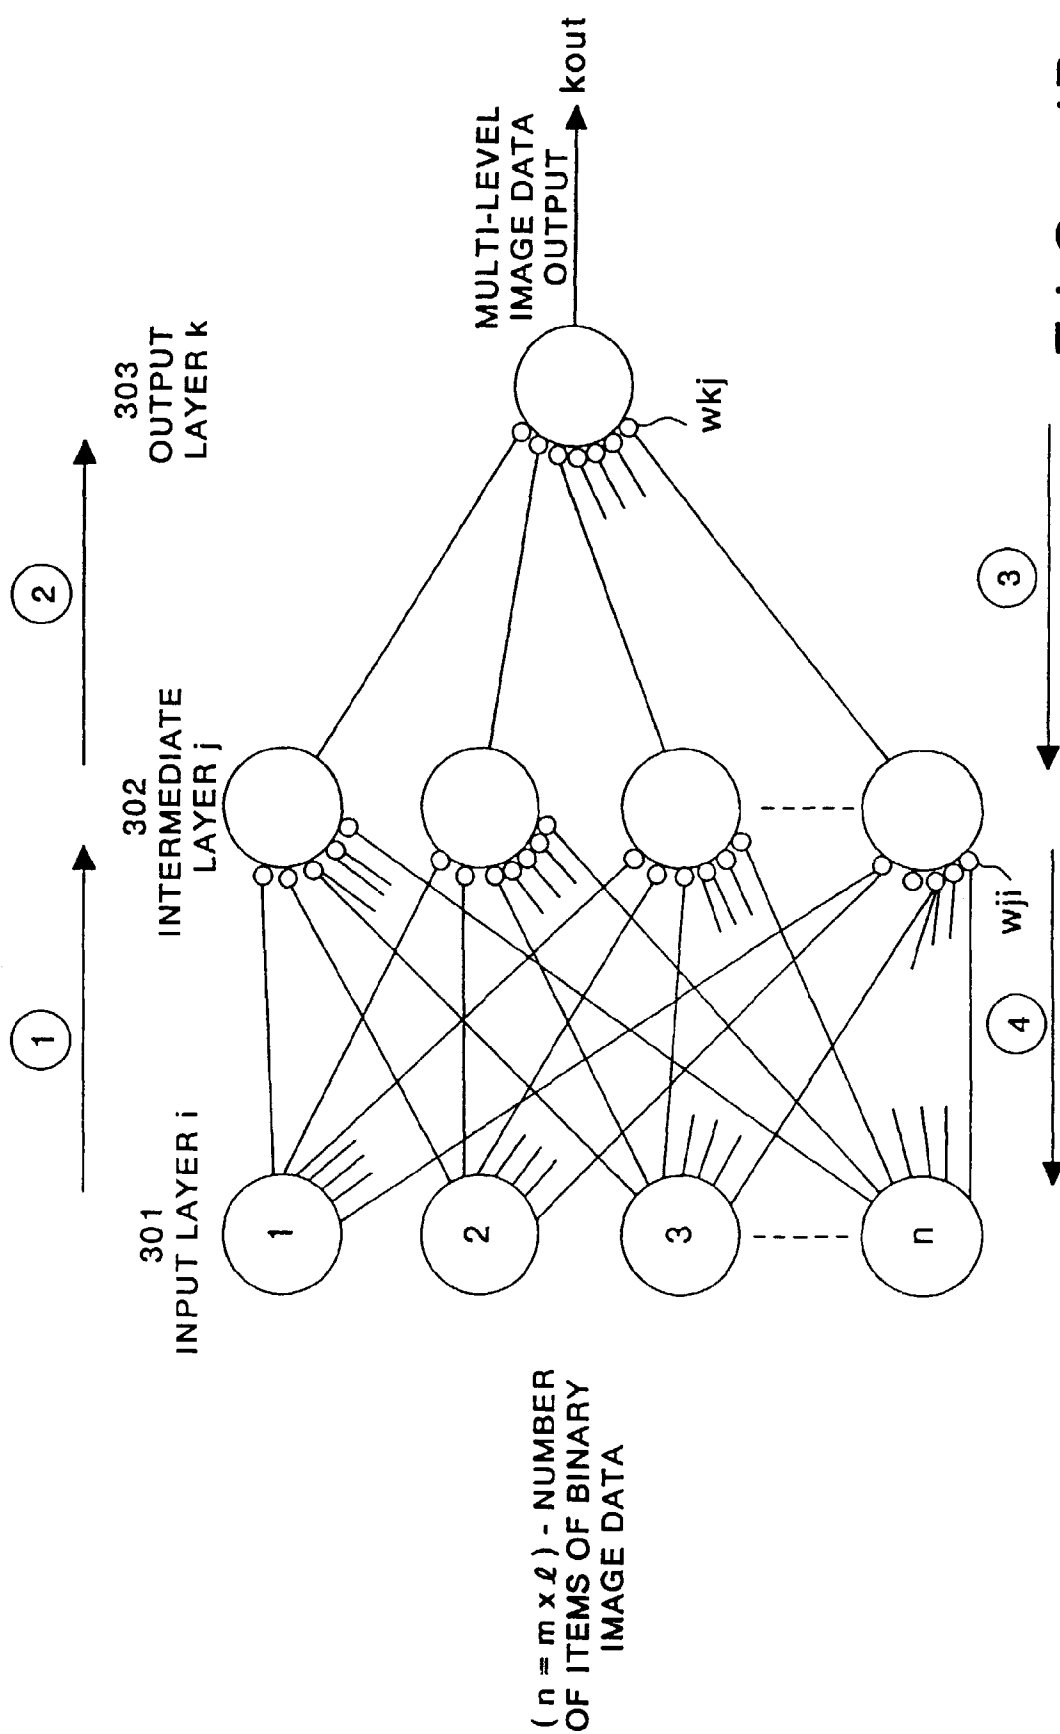 1
2
301
INPUT LAYER i
302
INTERMEDIATE
LAYER j
303
OUTPUT
LAYER k
(n = m x ℓ) - NUMBER
OF ITEMS OF BINARY
IMAGE DATA
1
2
3
n
MULTI-LEVEL
IMAGE DATA
OUTPUT
kout
wkj
wji
4
3